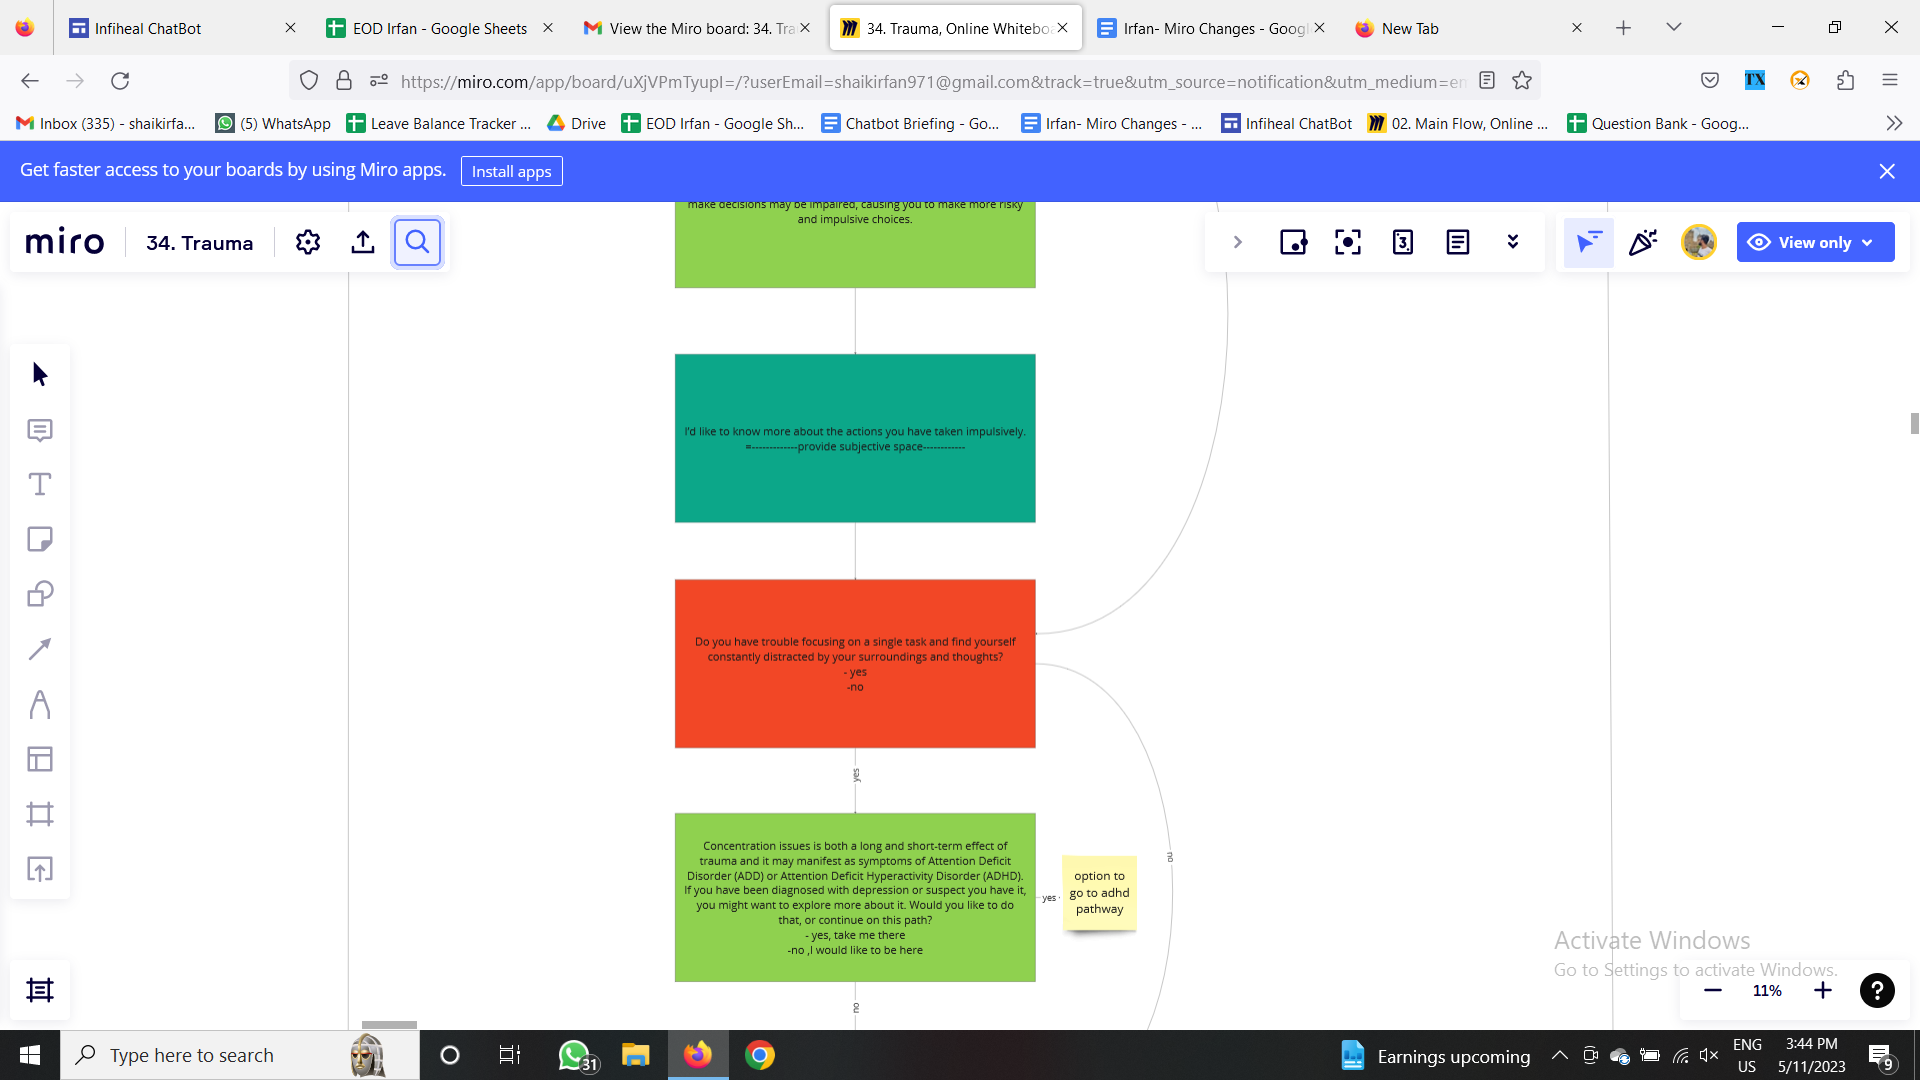 Infiheal ChatBot
EOD Irfan - Google Sheets
View the Miro board: 34. Tra
34. Trauma, Online Whiteboa
Irfan- Miro Changes - Googl
New Tab
https://miro.com/app/board/uXjVPmTyupI=/?userEmail=shaikirfan971@gmail.com&track=true&utm_source=notification&utm_medium=em
TX
Inbox (335) - shaikirfa...
(5) WhatsApp
Leave Balance Tracker ...
Drive
EOD Irfan - Google Sh...
Chatbot Briefing - Go...
Irfan- Miro Changes - ...
Infiheal ChatBot
02. Main Flow, Online ...
Question Bank - Goog...
Get faster access to your boards by using Miro apps.
Install apps
miro
34. Trauma
3
View only
make decisions may be impaired, causing you to make more risky
and impulsive choices.
I'd like to know more about the actions you have taken impulsively.
=-------------provide subjective space------------
Do you have trouble focusing on a single task and find yourself
constantly distracted by your surroundings and thoughts?
- yes
-no
yes
Concentration issues is both a long and short-term effect of
trauma and it may manifest as symptoms of Attention Deficit
Disorder (ADD) or Attention Deficit Hyperactivity Disorder (ADHD).
If you have been diagnosed with depression or suspect you have it,
you might want to explore more about it. Would you like to do
that, or continue on this path?
- yes, take me there
-no ,I would like to be here
yes
option to
go to adhd
pathway
no
no
Activate Windows
Go to Settings to activate Windows.
11%
?
Type here to search
31
Earnings upcoming
ENG
US
3:44 PM
5/11/2023
9